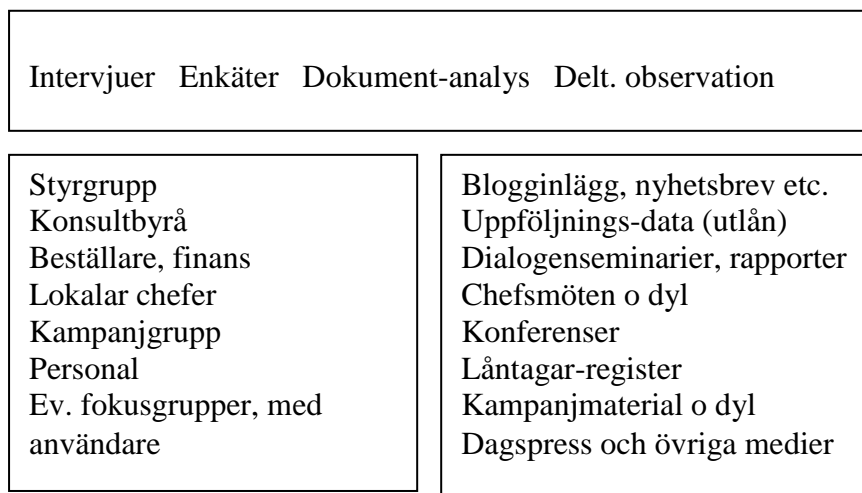 Intervjuer Enkäter Dokument-analys Delt. observation
Styrgrupp
Konsultbyrå
Beställare, finans
Lokalar chefer
Kampanjgrupp
Personal
Ev. fokusgrupper, med
användare
Blogginlägg, nyhetsbrev etc.
Uppföljnings-data (utlån)
Dialogenseminarier, rapporter
Chefsmöten o dyl
Konferenser
Låntagar-register
Kampanjmaterial o dyl
Dagspress och övriga medier